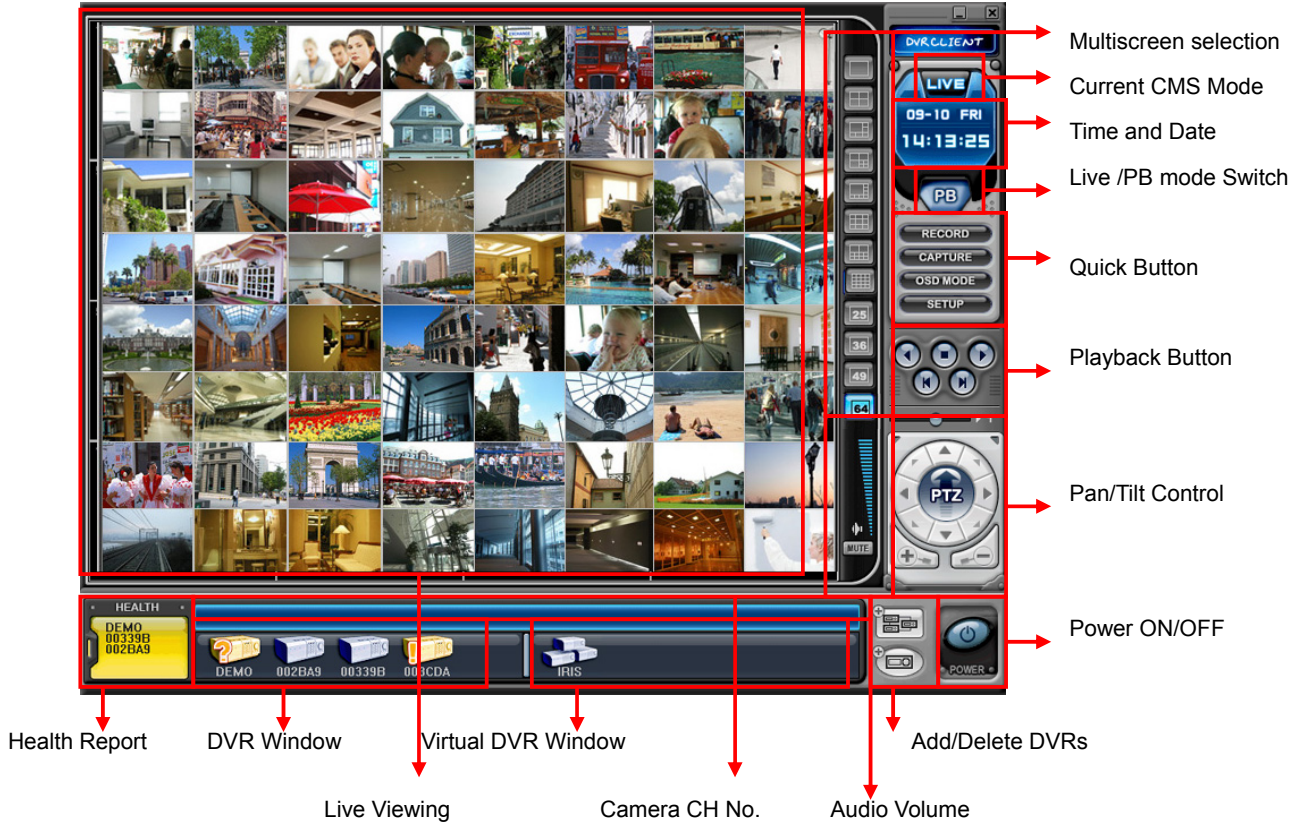 DVRCLIENT
Multiscreen selection
LIVE
Current CMS Mode
09-10 FRI
14:13:25
Time and Date
PB
Live /PB mode Switch
RECORD
CAPTURE
OSD MODE
SETUP
Quick Button
25
36
49
64
Playback Button
PTZ
Pan/Tilt Control
MUTE
HEALTH
DEMO
00339B
002BA9
DEMO
002BA9
00339B
003CDA
IRIS
POWER
Power ON/OFF
Health Report
DVR Window
Virtual DVR Window
Add/Delete DVRs
Live Viewing
Camera CH No.
Audio Volume
EXCHANGE